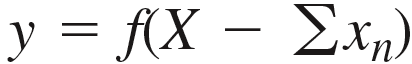 y = f(X − ∑xₙ)